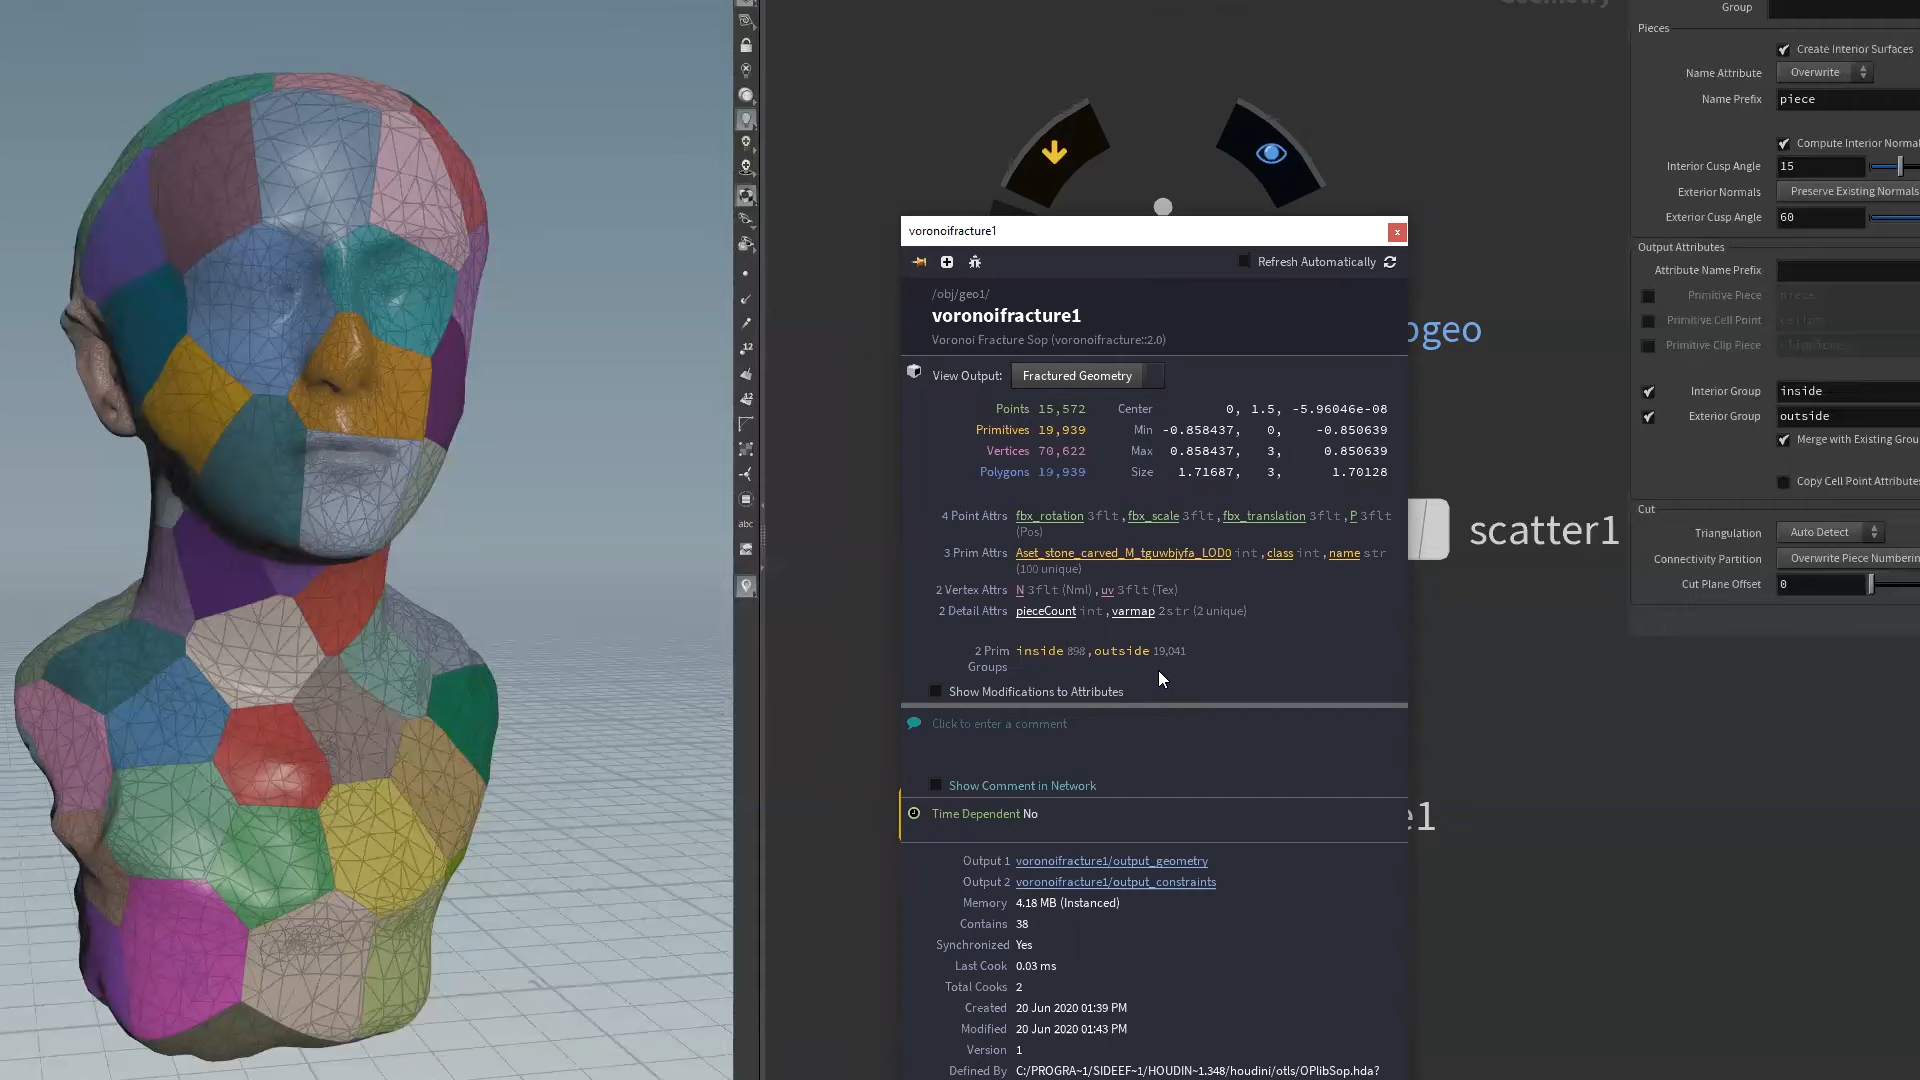 voronoifracture1
x
Refresh Automatically
/obj/geo1/
voronoifracture1
Voronoi Fracture Sop (voronoifracture::2.0)
View Output: Fractured Geometry
Points 15,572 Center 0, 1.5, -5.96046e-08
Primitives 19,939 Min -0.858437, 0, -0.850639
Vertices 70,622 Max 0.858437, 3, 0.850639
Polygons 19,939 Size 1.71687, 3, 1.70128
4 Point Attrs fbx_rotation 3flt, fbx_scale 3flt, fbx_translation 3flt, P 3flt
(Pos)
3 Prim Attrs Aset_stone_carved_M_tguwbjyfa_LOD0 int, class int, name str
(100 unique)
2 Vertex Attrs N 3flt (Nml), uv 3flt (Tex)
2 Detail Attrs pieceCount int, varmap 2str (2 unique)
2 Prim inside 898, outside 19,041
Groups
Show Modifications to Attributes
Click to enter a comment
Show Comment in Network
Time Dependent No
Output 1 voronoifracture1/output_geometry
Output 2 voronoifracture1/output_constraints
Memory 4.18 MB (Instanced)
Contains 38
Synchronized Yes
Last Cook 0.03 ms
Total Cooks 2
Created 20 Jun 2020 01:39 PM
Modified 20 Jun 2020 01:43 PM
Version 1
Defined By C:/PROGRA~1/SIDEEF~1/HOUDIN~1.348/houdini/otls/OPlibSop.hda?
12
12
abc
Geometry
ogeo
scatter1
e1
Group
Pieces
Create Interior Surfaces
Name Attribute Overwrite
Name Prefix piece
Compute Interior Normal
Interior Cusp Angle 15
Exterior Normals Preserve Existing Normals
Exterior Cusp Angle 60
Output Attributes
Attribute Name Prefix
Primitive Piece piece
Primitive Cell Point
Primitive Clip Piece
Interior Group inside
Exterior Group outside
Merge with Existing Grou
Copy Cell Point Attributes
Cut
Triangulation Auto Detect
Connectivity Partition Overwrite Piece Numberin
Cut Plane Offset 0